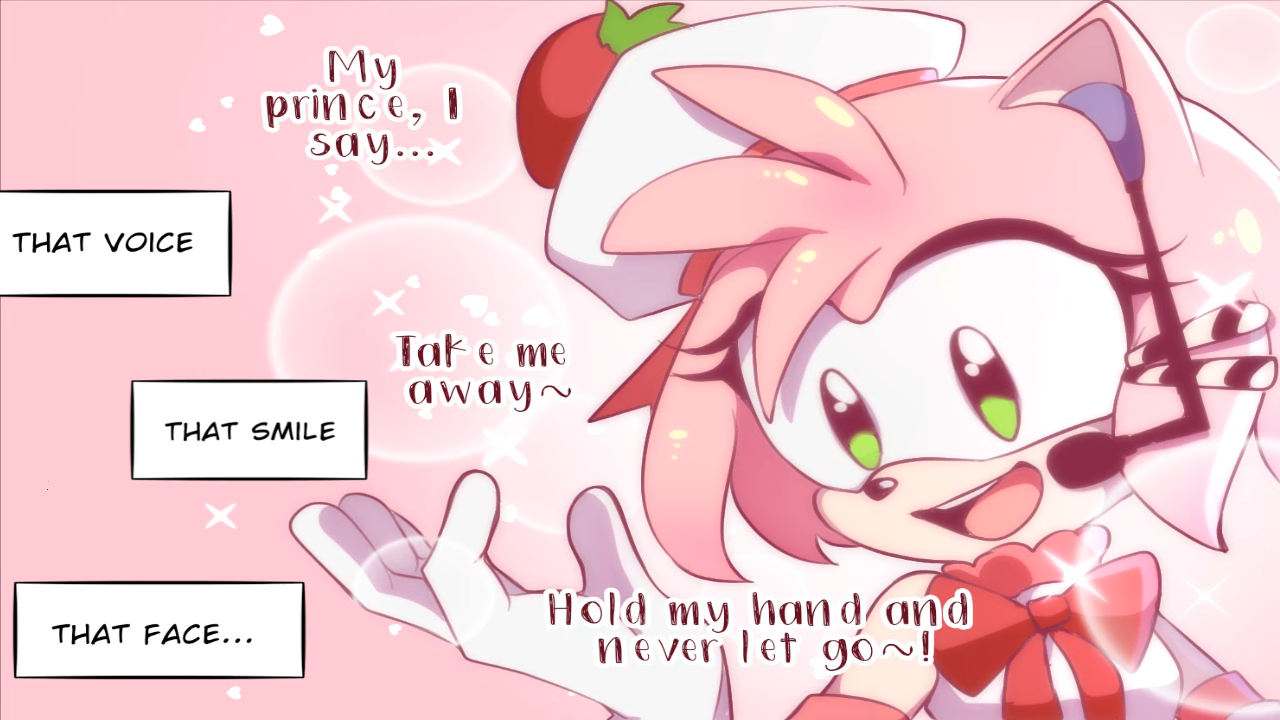 My
prince, I
say...
THAT VOICE
Take me
away~
THAT SMILE
Hold my hand and
never let go~!
THAT FACE...